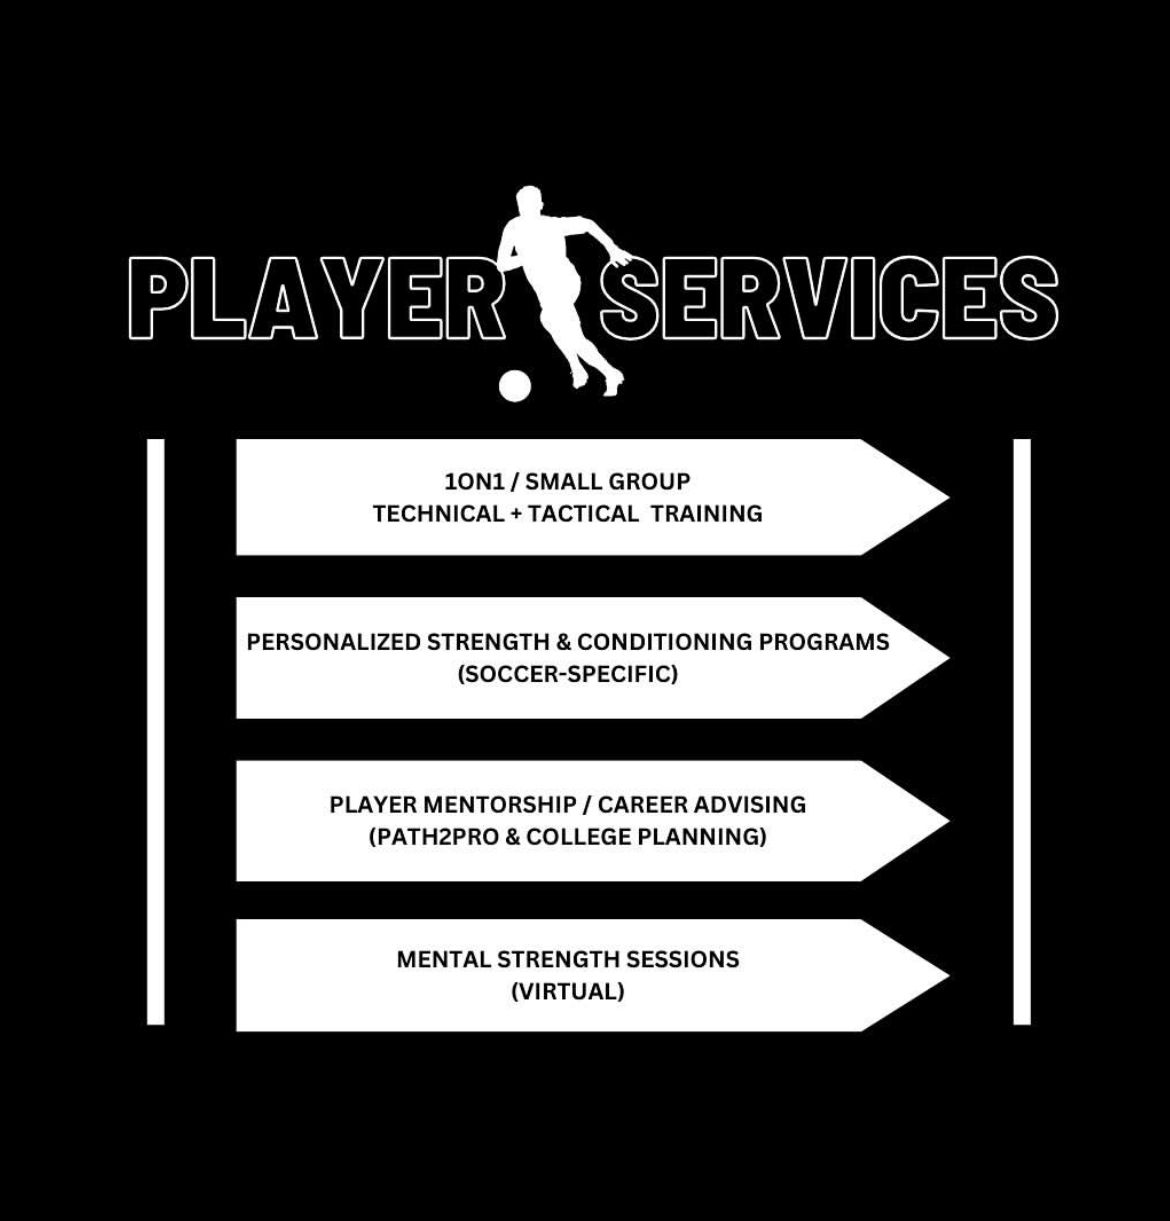 PLAYER SERVICES
1ON1 / SMALL GROUP
TECHNICAL + TACTICAL TRAINING
PERSONALIZED STRENGTH & CONDITIONING PROGRAMS
(SOCCER-SPECIFIC)
PLAYER MENTORSHIP / CAREER ADVISING
(PATH2PRO & COLLEGE PLANNING)
MENTAL STRENGTH SESSIONS
(VIRTUAL)